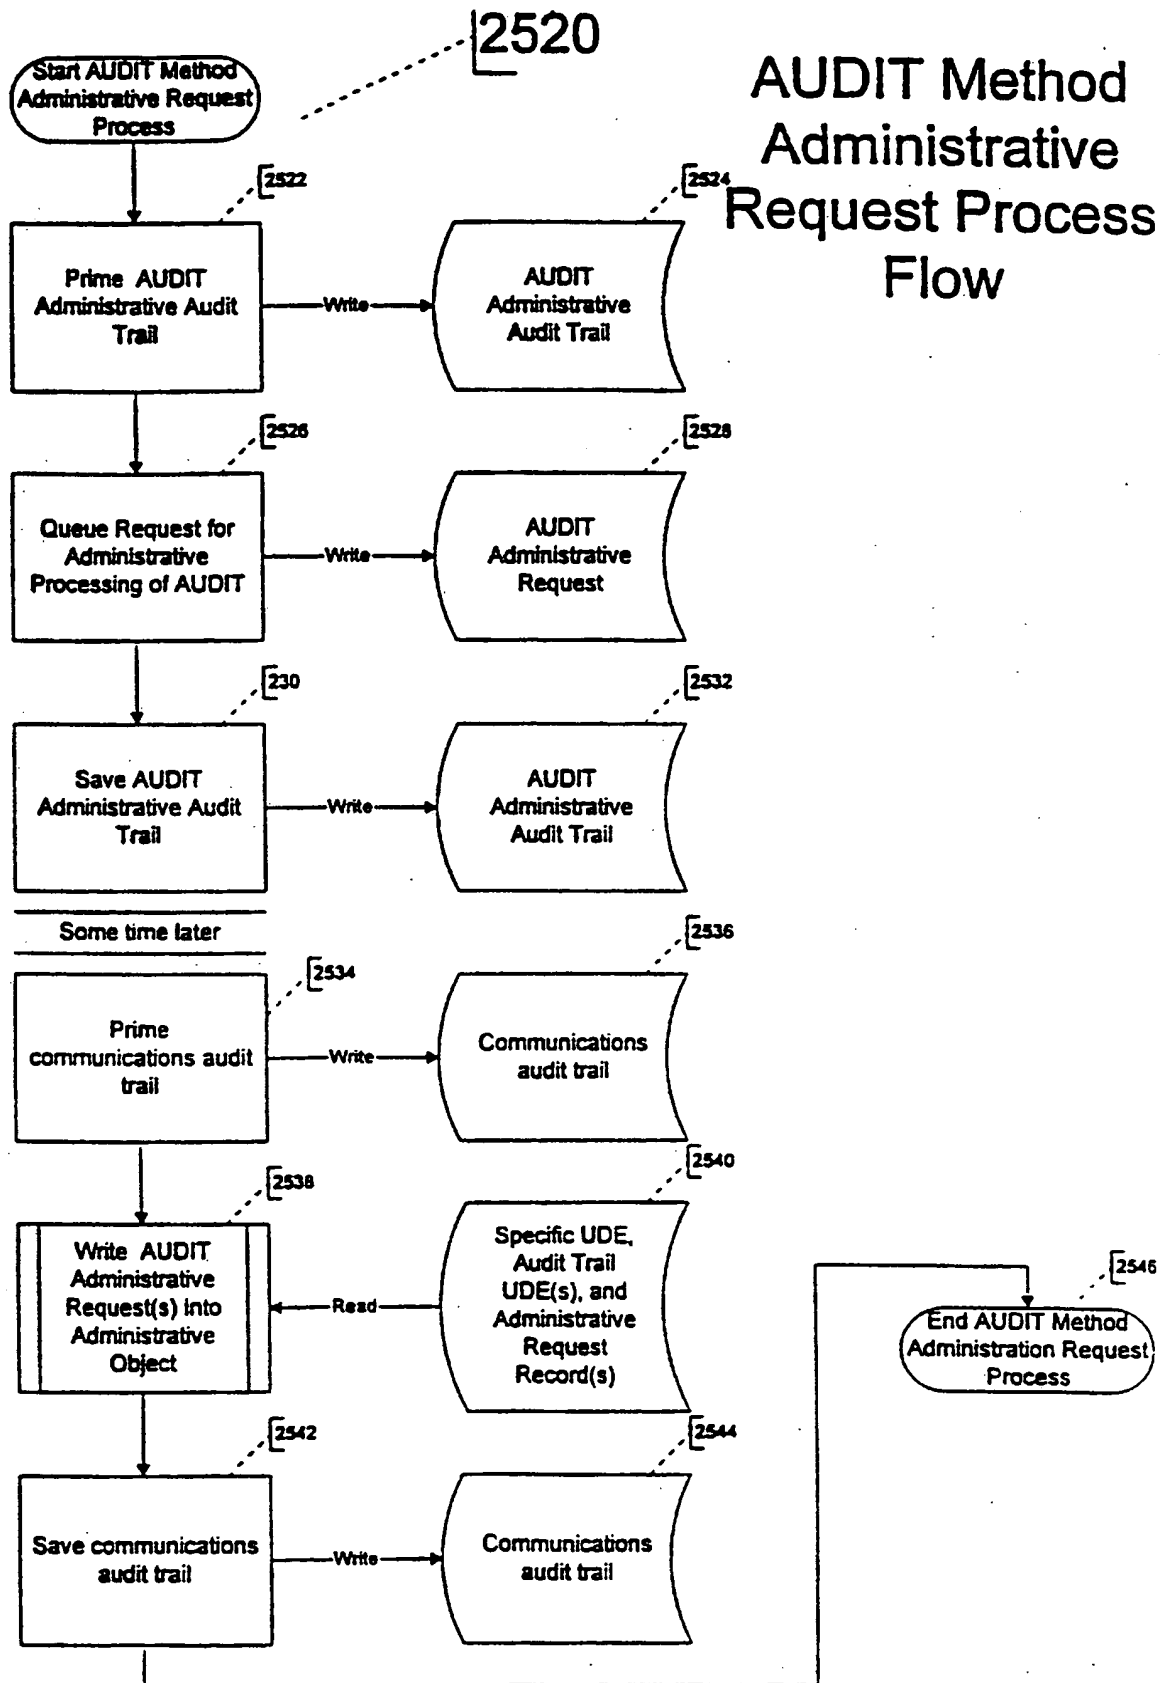 2520
AUDIT Method
Administrative
Request Process
Flow
Start AUDIT Method
Administrative Request
Process
2522
Prime AUDIT
Administrative Audit
Trail
Write
2524
AUDIT
Administrative
Audit Trail
2526
Queue Request for
Administrative
Processing of AUDIT
Write
2528
AUDIT
Administrative
Request
230
Save AUDIT
Administrative Audit
Trail
Write
2532
AUDIT
Administrative
Audit Trail
Some time later
2534
Prime
communications audit
trail
Write
2536
Communications
audit trail
2538
Write AUDIT
Administrative
Request(s) into
Administrative
Object
Read
2540
Specific UDE,
Audit Trail
UDE(s), and
Administrative
Request
Record(s)
2542
Save communications
audit trail
Write
2544
Communications
audit trail
2546
End AUDIT Method
Administration Request
Process